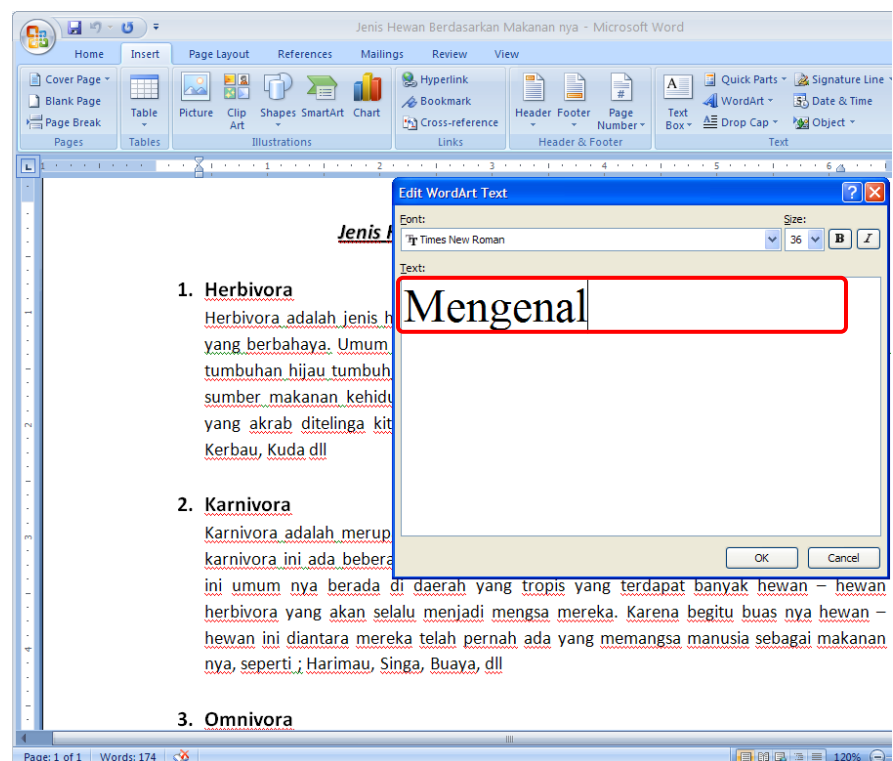 Jenis Hewan Berdasarkan Makanan nya - Microsoft Word
Home Insert Page Layout References Mailings Review View
Cover Page
Blank Page
Page Break
Pages
Table
Tables
Picture Clip Art Shapes SmartArt Chart
Illustrations
Hyperlink
Bookmark
Cross-reference
Links
Header Footer Page Number
Header & Footer
Text Box
Quick Parts
WordArt
Drop Cap
Signature Line
Date & Time
Object
Text
L 1 1 2 3 4 5 6
Edit WordArt Text
Font: Size:
Times New Roman 36 B I
Text:
Mengenal
OK Cancel
Jenis
1. Herbivora
Herbivora adalah jenis h
yang berbahaya. Umum
tumbuhan hijau tumbuh
sumber makanan kehidu
yang akrab ditelinga kit
Kerbau, Kuda dll
2. Karnivora
Karnivora adalah merup
karnivora ini ada bebera
ini umum nya berada di daerah yang tropis yang terdapat banyak hewan – hewan
herbivora yang akan selalu menjadi mengsa mereka. Karena begitu buas nya hewan –
hewan ini diantara mereka telah pernah ada yang memangsa manusia sebagai makanan
nya, seperti ; Harimau, Singa, Buaya, dll
3. Omnivora
Page: 1 of 1 Words: 174 120%